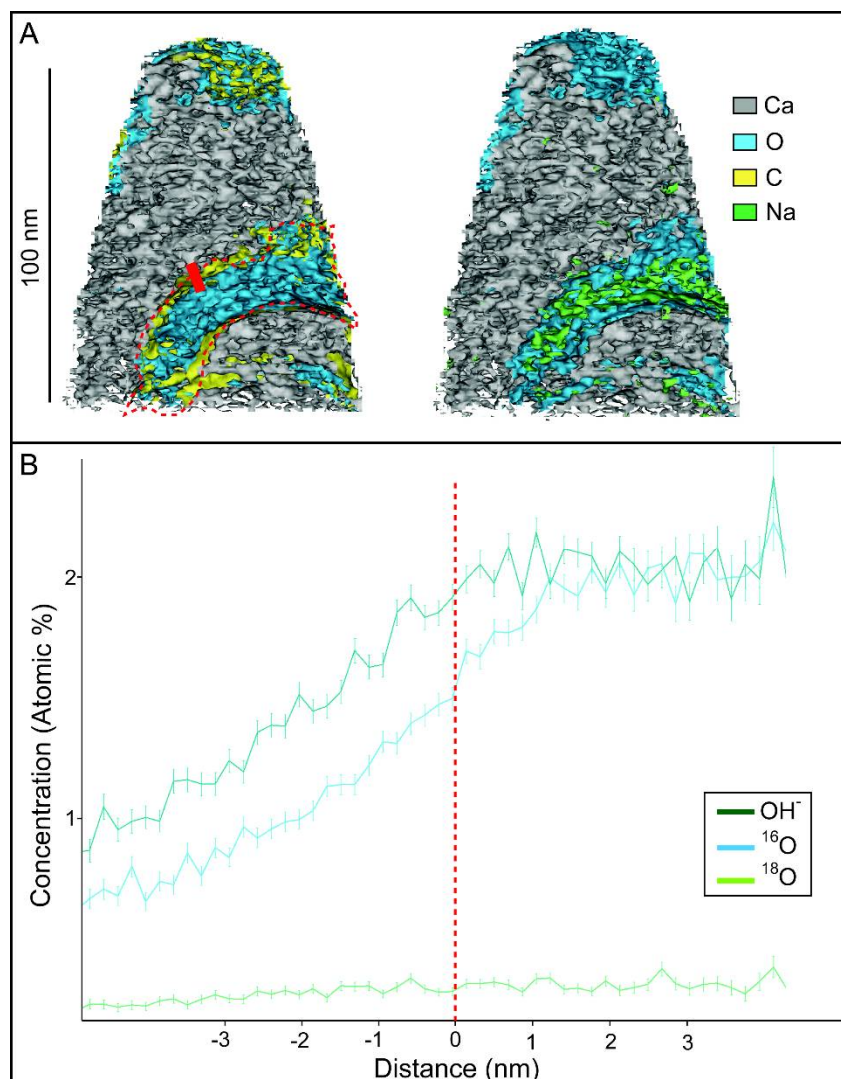 A
100 nm
Ca
O
C
Na
B
Concentration (Atomic %)
2
1
OH⁻
¹⁶O
¹⁸O
-3
-2
-1
0
1
2
3
Distance (nm)